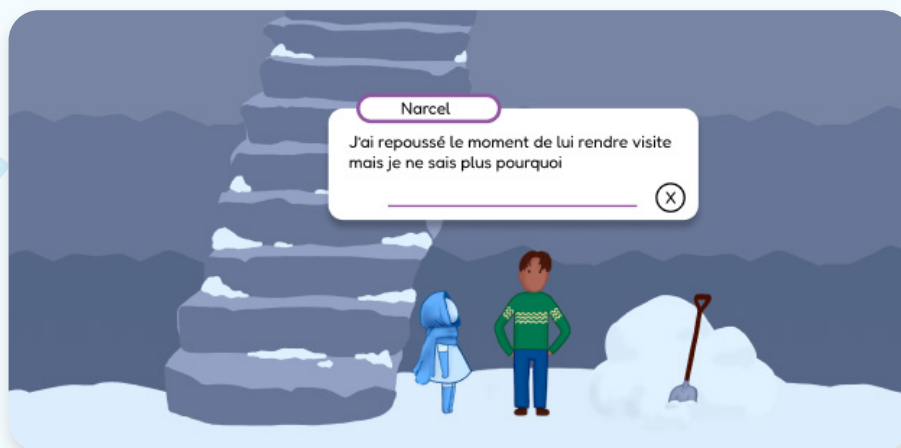 Narcel
J'ai repoussé le moment de lui rendre visite
mais je ne sais plus pourquoi
X